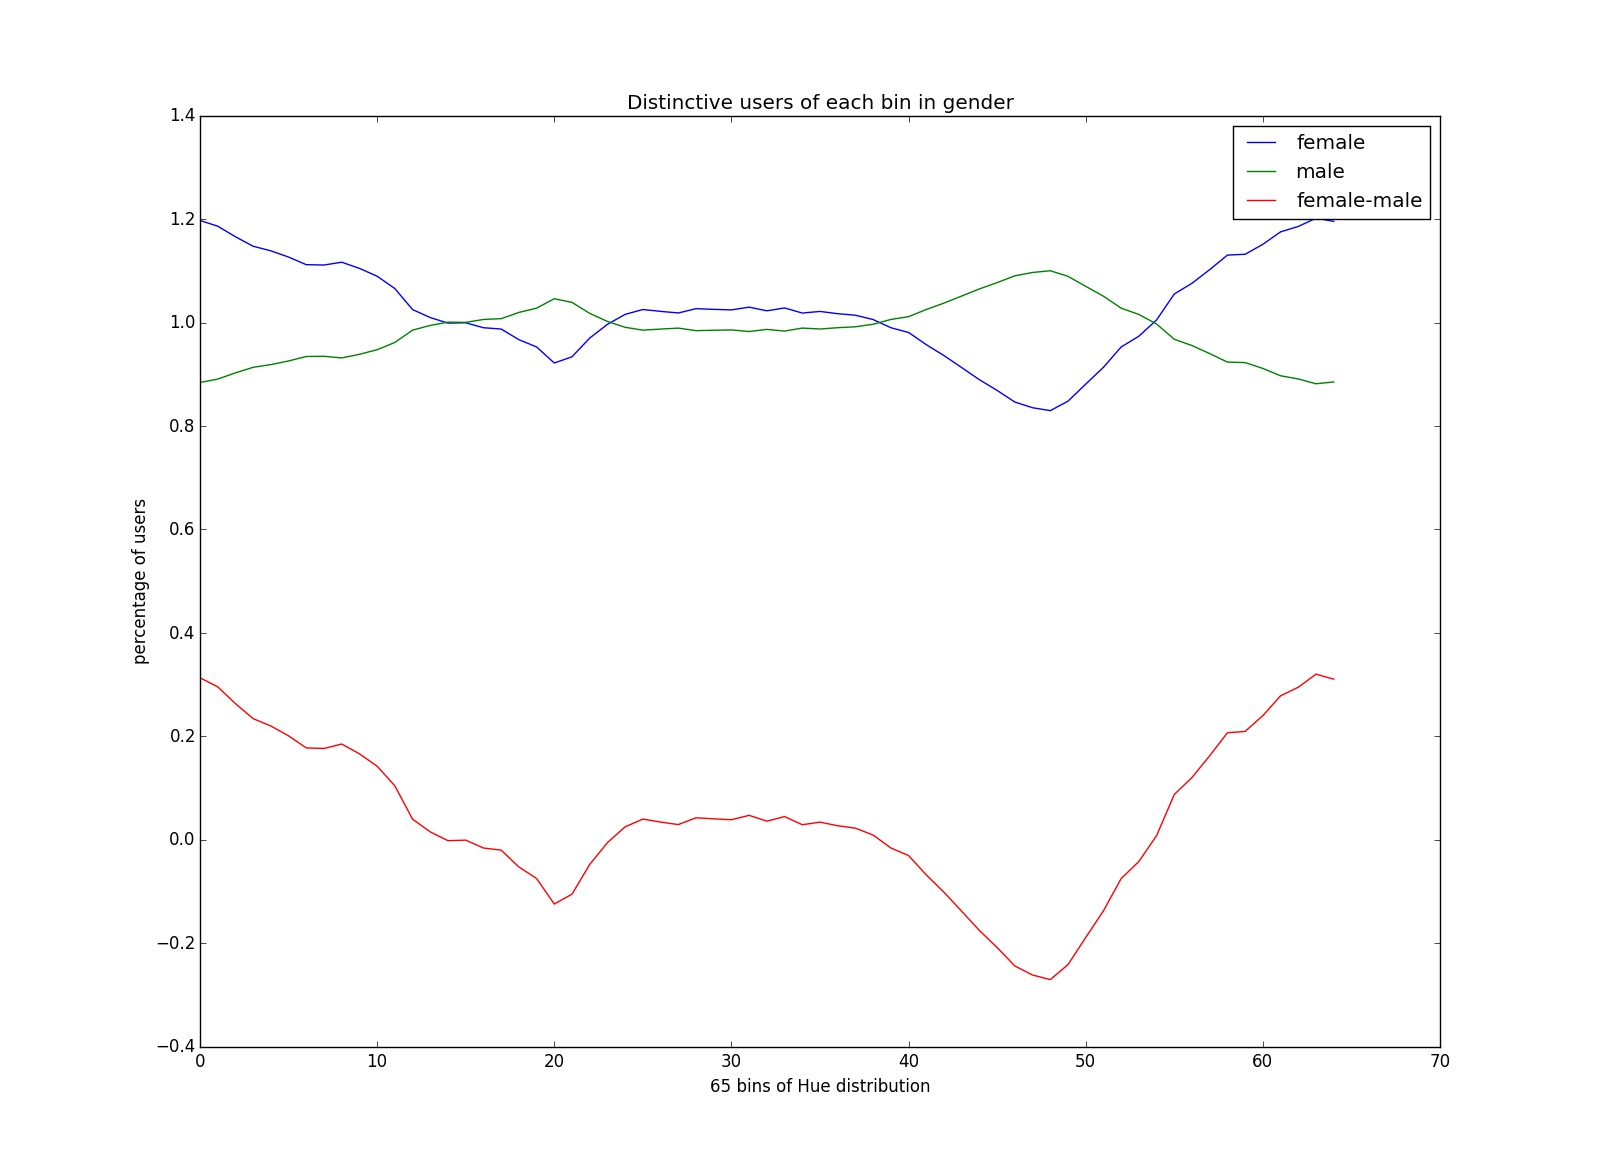 Distinctive users of each bin in gender
1.4
1.2
1.0
0.8
0.6
0.4
0.2
0.0
−0.2
−0.4
percentage of users
female
male
female-male
0 10 20 30 40 50 60 70
65 bins of Hue distribution